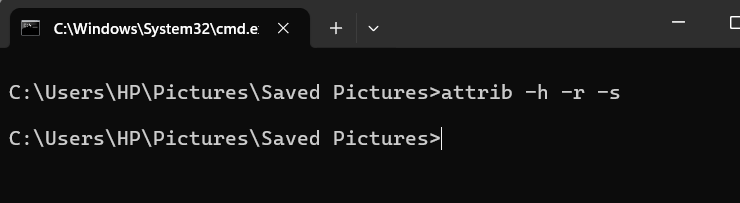 C:\Windows\System32\cmd.e
C:\Users\HP\Pictures\Saved Pictures>attrib -h -r -s
C:\Users\HP\Pictures\Saved Pictures>